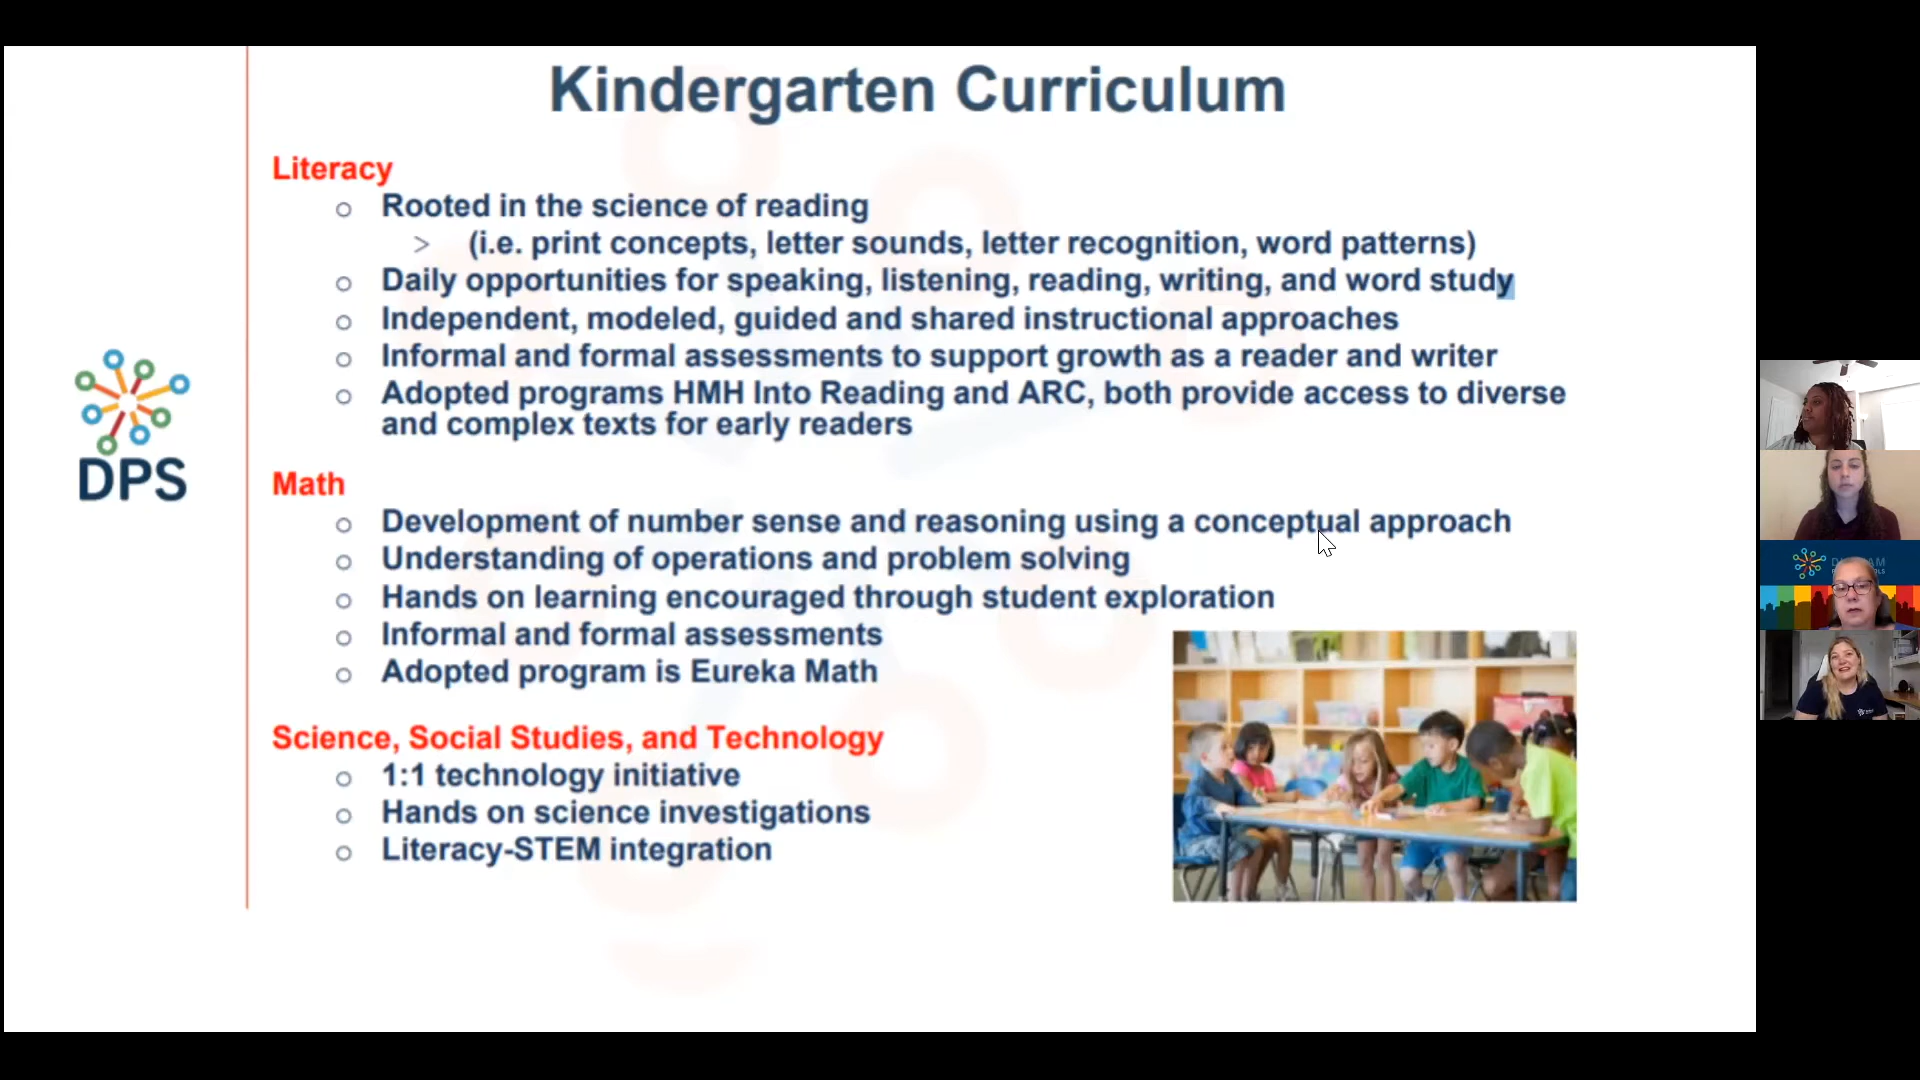 Kindergarten Curriculum
Literacy
Rooted in the science of reading
(i.e. print concepts, letter sounds, letter recognition, word patterns)
Daily opportunities for speaking, listening, reading, writing, and word study
Independent, modeled, guided and shared instructional approaches
Informal and formal assessments to support growth as a reader and writer
Adopted programs HMH Into Reading and ARC, both provide access to diverse
and complex texts for early readers
DPS
Math
Development of number sense and reasoning using a conceptual approach
Understanding of operations and problem solving
Hands on learning encouraged through student exploration
Informal and formal assessments
Adopted program is Eureka Math
Science, Social Studies, and Technology
1:1 technology initiative
Hands on science investigations
Literacy-STEM integration